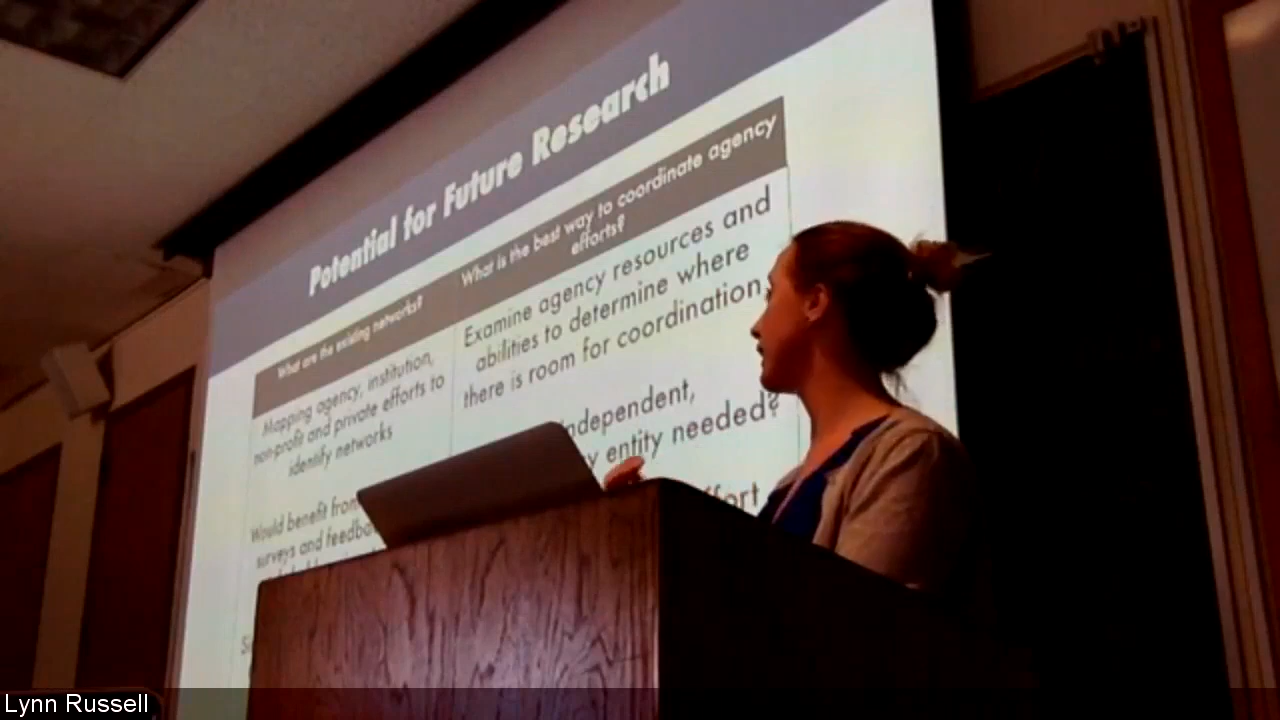 Potential for Future Research
What are the existing networks?
Mapping agency, institution,
non-profit and private efforts to
identify networks
Would benefit from
surveys and
What is the best way to coordinate agency
efforts?
Examine agency resources and
abilities to determine where
there is room for coordination,
independent,
entity needed?
Lynn Russell